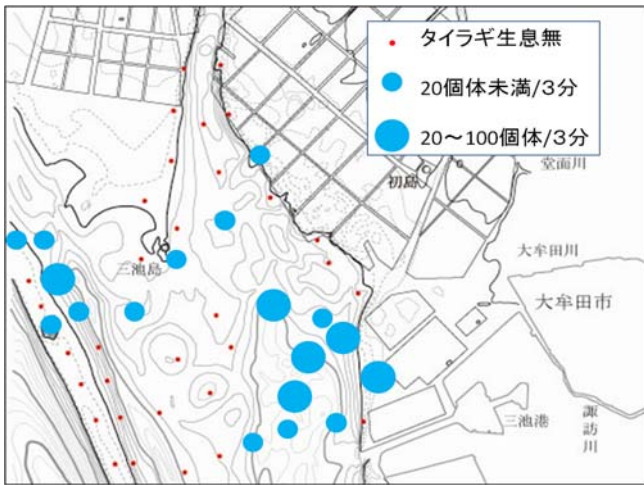 タイラギ生息無
20個体未満/3分
20～100個体/3分
初島
堂面川
大牟田川
三池島
大牟田市
三池港
諏訪川